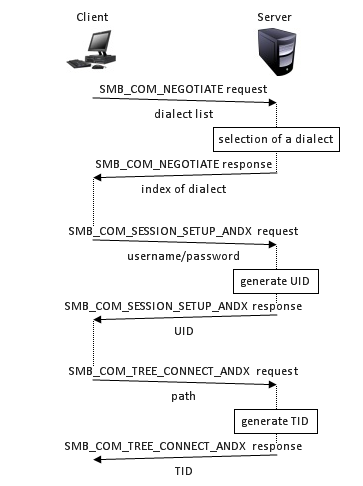 Client
Server
SMB_COM_NEGOTIATE request
dialect list
selection of a dialect
SMB_COM_NEGOTIATE response
index of dialect
SMB_COM_SESSION_SETUP_ANDX request
username/password
generate UID
SMB_COM_SESSION_SETUP_ANDX response
UID
SMB_COM_TREE_CONNECT_ANDX request
path
generate TID
SMB_COM_TREE_CONNECT_ANDX response
TID